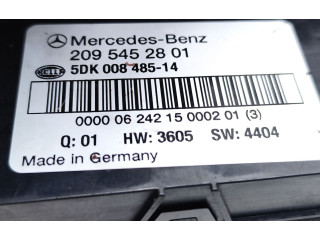 Mercedes-Benz
209 545 28 01
Hella 5DK 008 485-14
0000 06 242 15 0002 01 (3)
Q: 01 HW: 3605 SW: 4404
Made in Germany